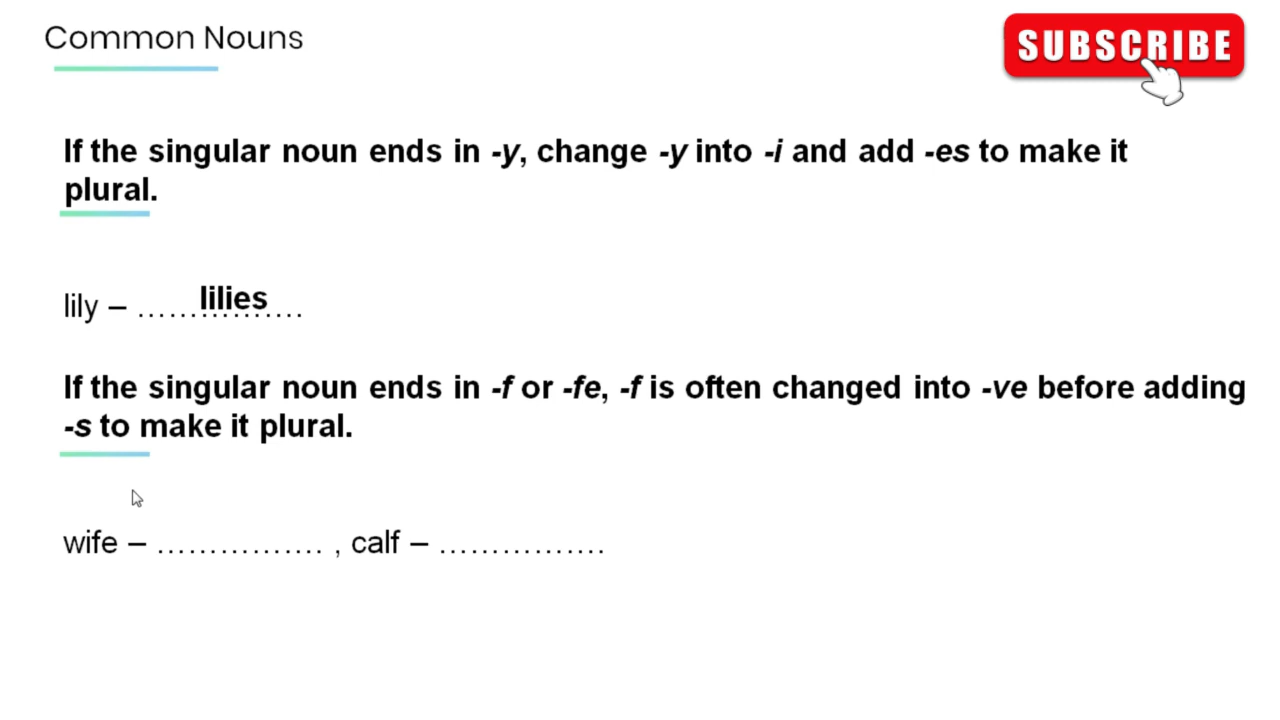 Common Nouns
SUBSCRIBE
If the singular noun ends in -y, change -y into -i and add -es to make it
plural.
lily – ................ lilies
If the singular noun ends in -f or -fe, -f is often changed into -ve before adding
-s to make it plural.
wife – ................ , calf – ................